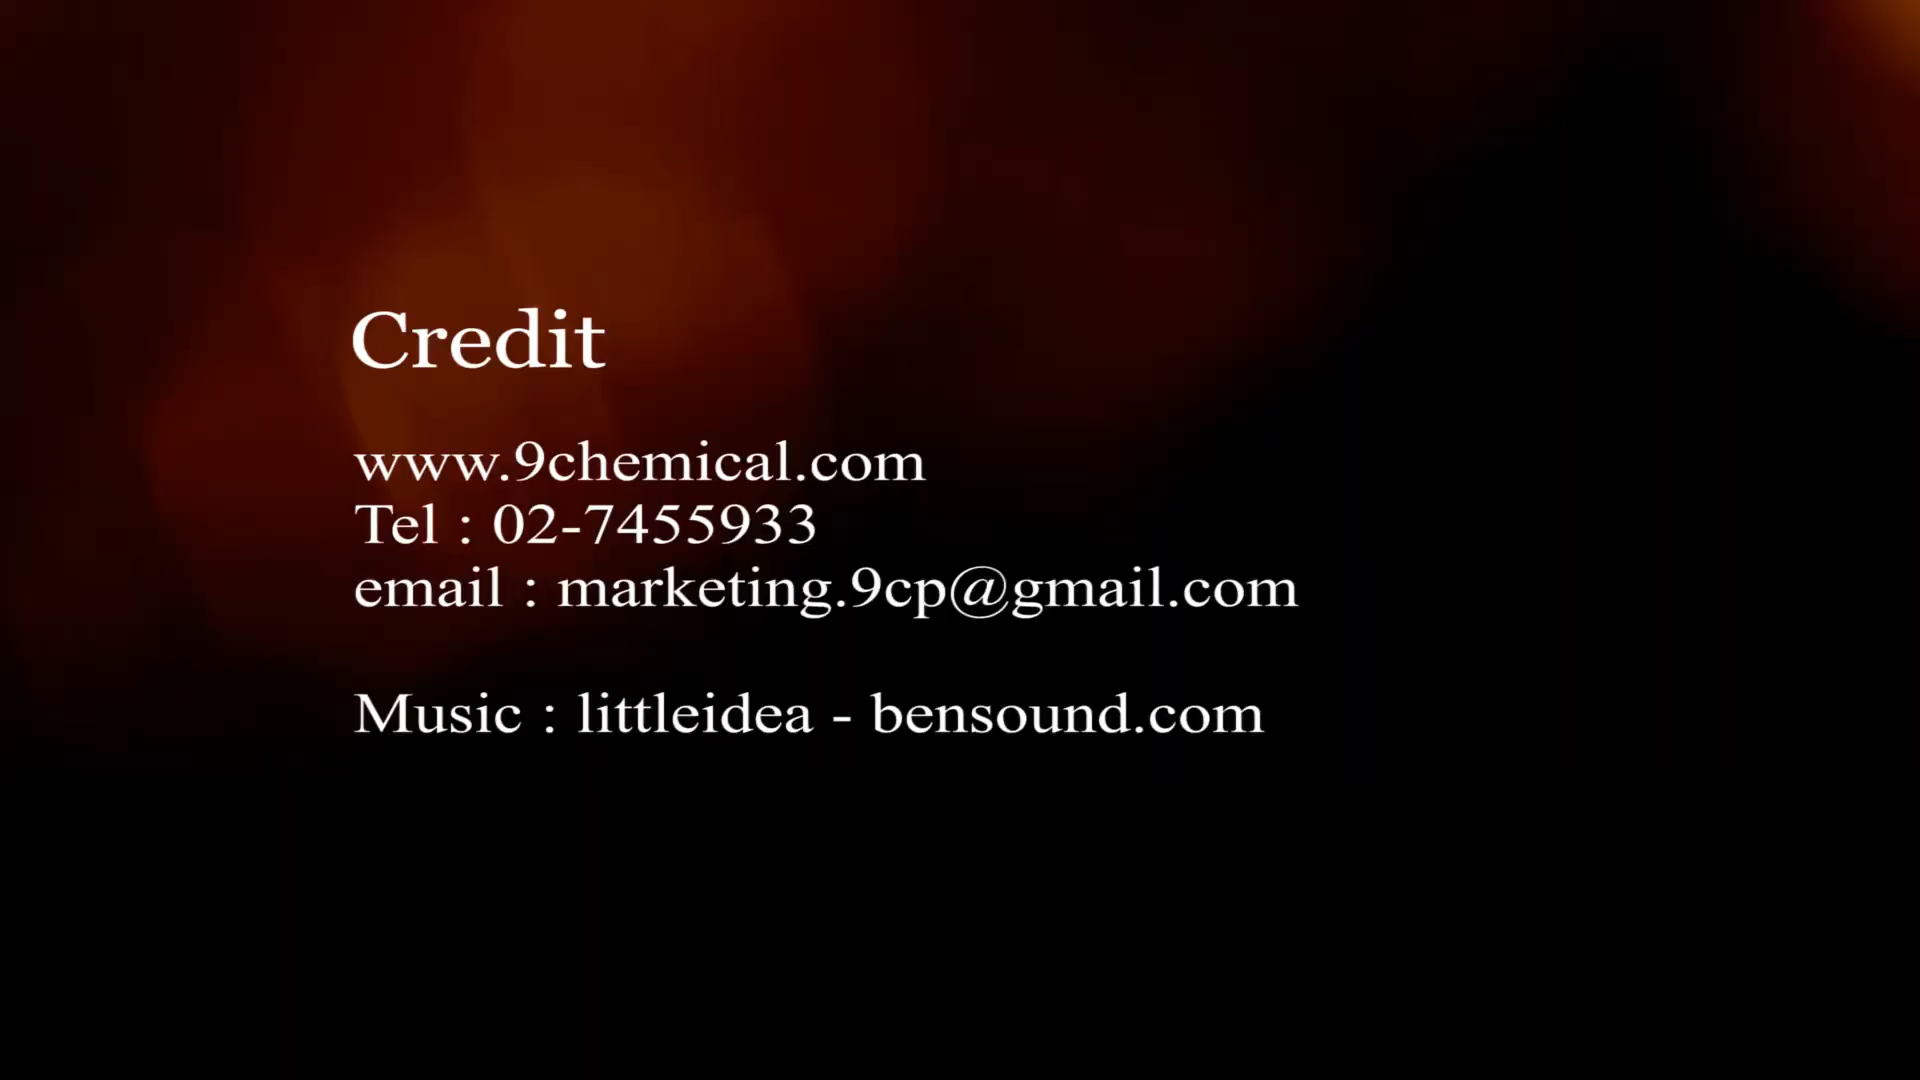 Credit
www.9chemical.com
Tel : 02-7455933
email : marketing.9cp@gmail.com
Music : littleidea - bensound.com